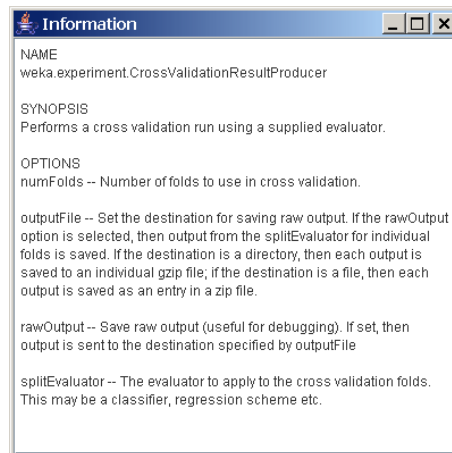 Information
NAME
weka.experiment.CrossValidationResultProducer
SYNOPSIS
Performs a cross validation run using a supplied evaluator.
OPTIONS
numFolds -- Number of folds to use in cross validation.
outputFile -- Set the destination for saving raw output. If the rawOutput
option is selected, then output from the splitEvaluator for individual
folds is saved. If the destination is a directory, then each output is
saved to an individual gzip file; if the destination is a file, then each
output is saved as an entry in a zip file.
rawOutput -- Save raw output (useful for debugging). If set, then
output is sent to the destination specified by outputFile
splitEvaluator -- The evaluator to apply to the cross validation folds.
This may be a classifier, regression scheme etc.